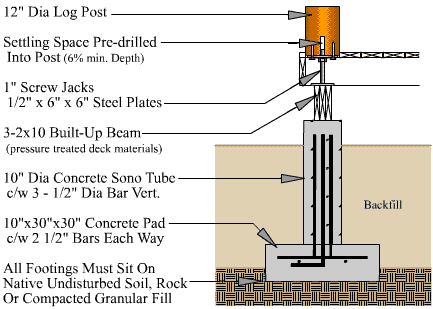 12" Dia Log Post
Settling Space Pre-drilled
Into Post (6% min. Depth)
1" Screw Jacks
1/2" x 6" x 6" Steel Plates
3-2x10 Built-Up Beam
(pressure treated deck materials)
10" Dia Concrete Sono Tube
c/w 3 - 1/2" Dia Bar Vert.
Backfill
10"x30"x30" Concrete Pad
c/w 2 1/2" Bars Each Way
All Footings Must Sit On
Native Undisturbed Soil, Rock
Or Compacted Granular Fill